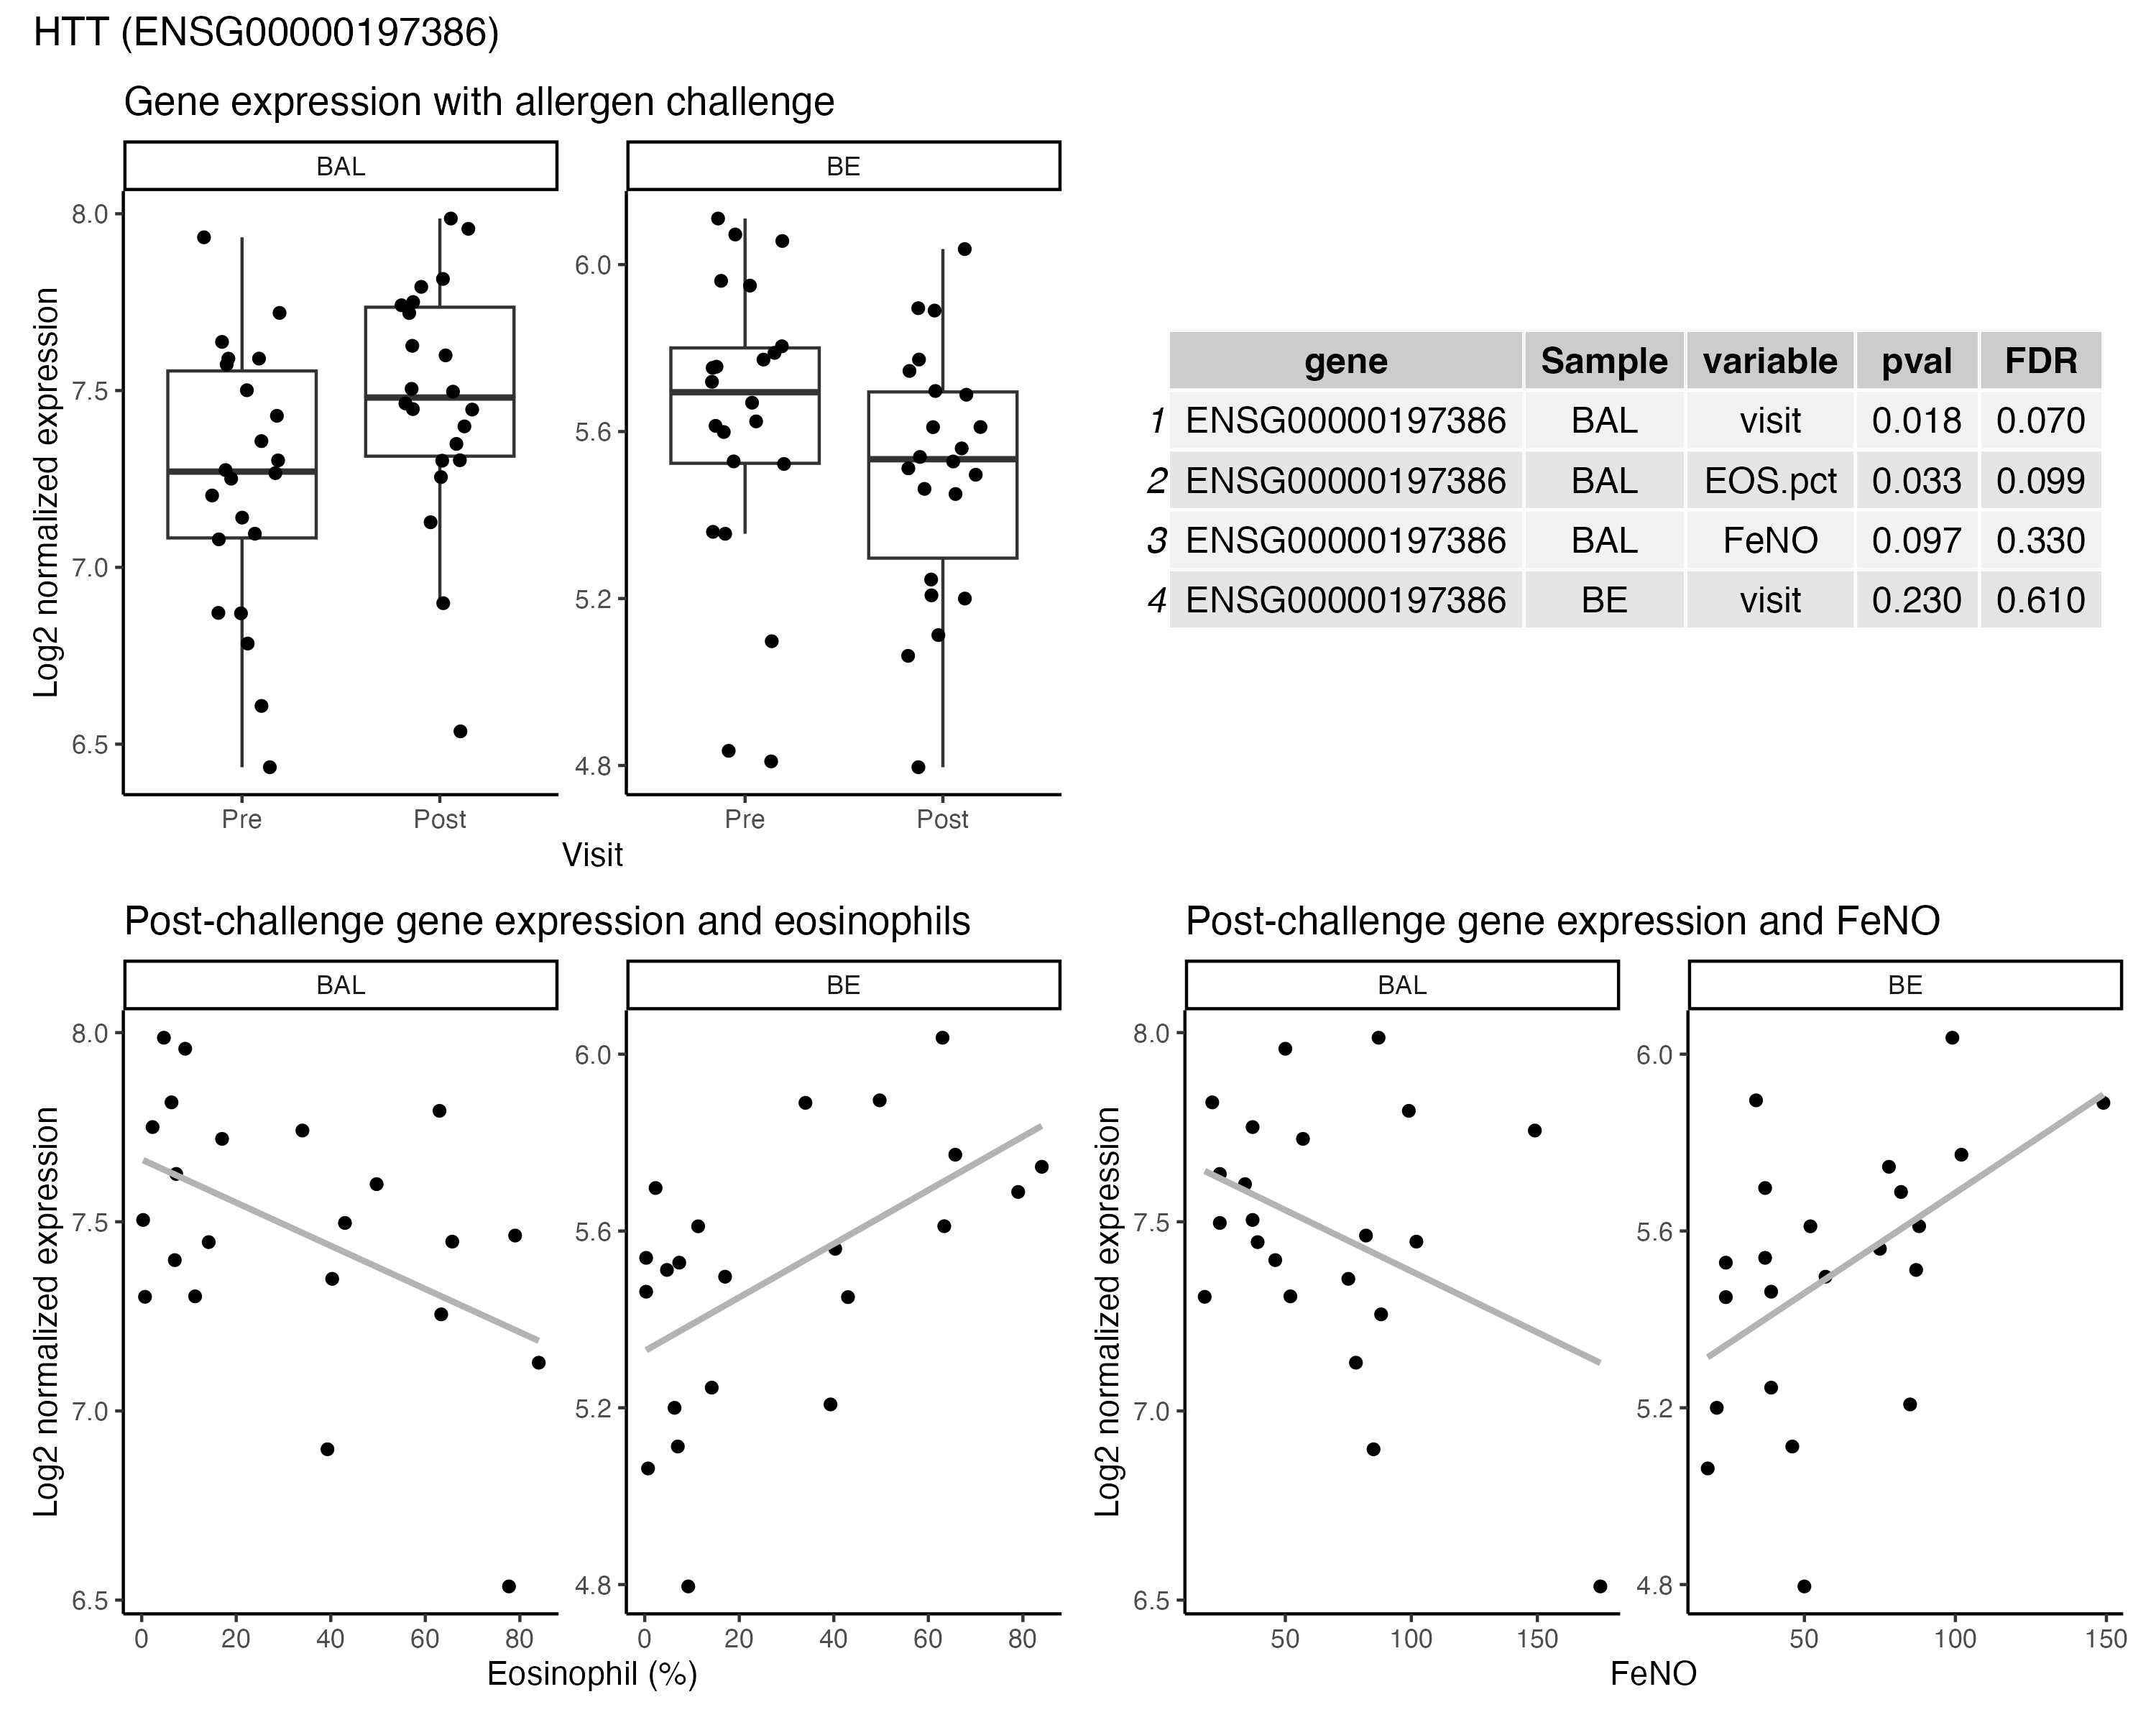 HTT (ENSG00000197386)
Gene expression with allergen challenge
BAL
BE
Log2 normalized expression
8.0
7.5
7.0
6.5
6.0
5.6
5.2
4.8
Pre
Post
Pre
Post
Visit
gene Sample variable pval FDR
1 ENSG00000197386 BAL visit 0.018 0.070
2 ENSG00000197386 BAL EOS.pct 0.033 0.099
3 ENSG00000197386 BAL FeNO 0.097 0.330
4 ENSG00000197386 BE visit 0.230 0.610
Post-challenge gene expression and eosinophils
BAL
BE
Log2 normalized expression
8.0
7.5
7.0
6.5
6.0
5.6
5.2
4.8
0 20 40 60 80
0 20 40 60 80
Eosinophil (%)
Post-challenge gene expression and FeNO
BAL
BE
Log2 normalized expression
8.0
7.5
7.0
6.5
6.0
5.6
5.2
4.8
50 100 150
50 100 150
FeNO